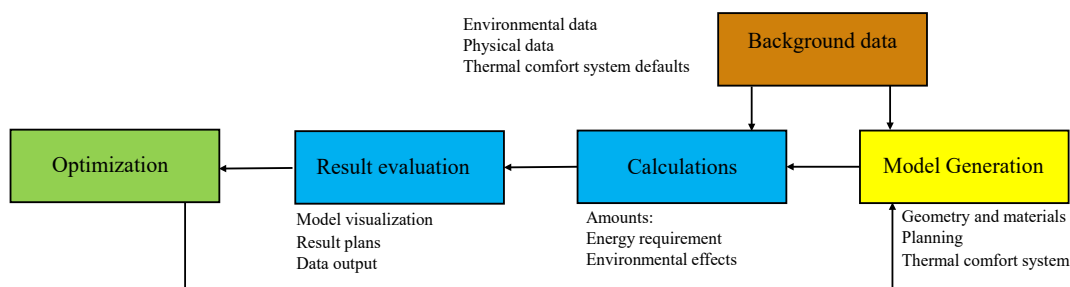 Environmental data
Physical data
Thermal comfort system defaults
Background data
Optimization
Result evaluation
Calculations
Model Generation
Model visualization
Result plans
Data output
Amounts:
Energy requirement
Environmental effects
Geometry and materials
Planning
Thermal comfort system